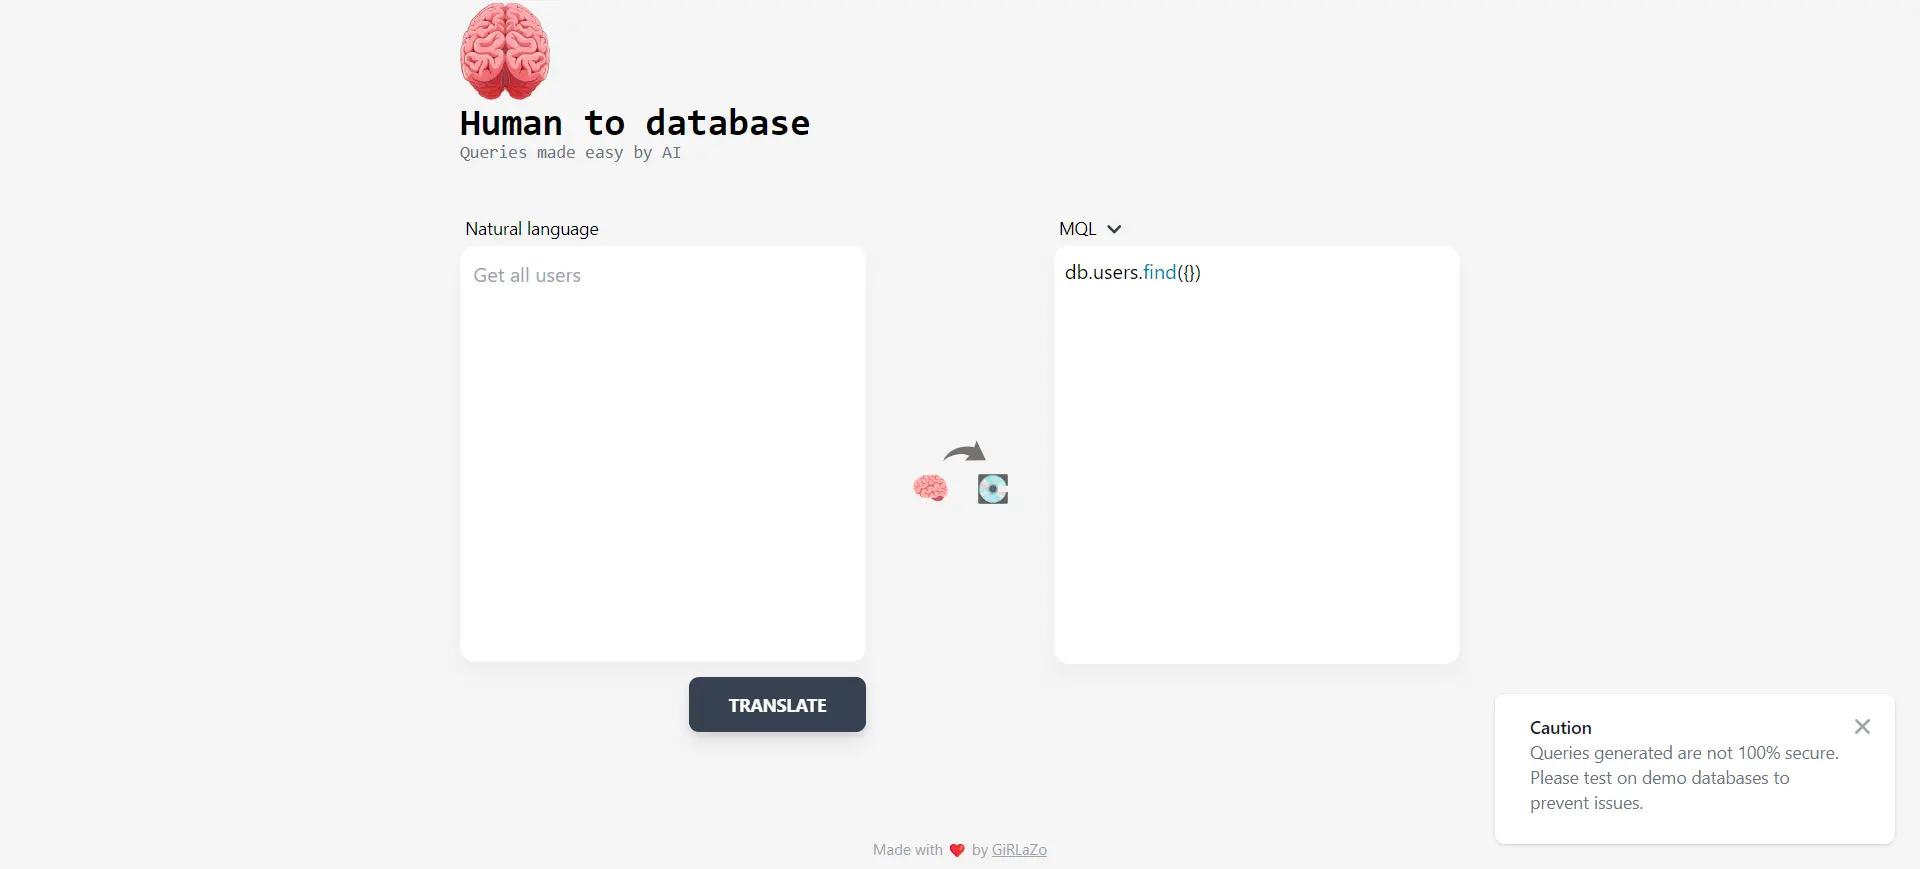 Human to database
Queries made easy by AI
Natural language
Get all users
TRANSLATE
MQL
db.users.find({})
Caution
Queries generated are not 100% secure.
Please test on demo databases to
prevent issues.
Made with ❤️ by GiRLaZo